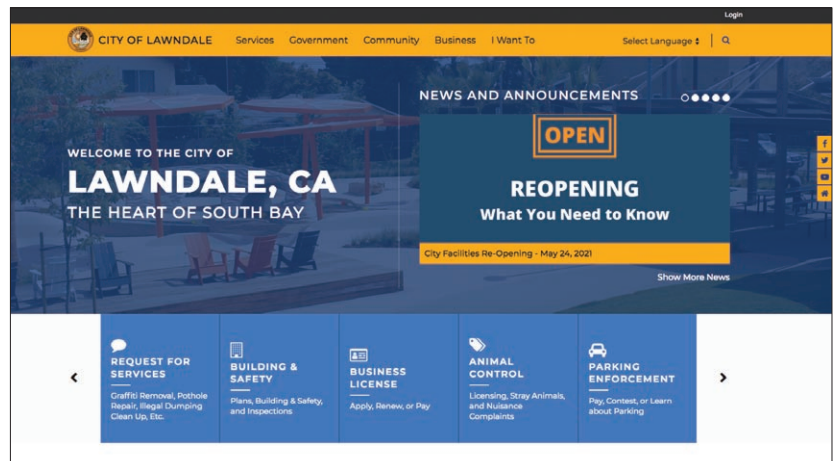 Login
CITY OF LAWNDALE
Services Government Community Business I Want To
Select Language
NEWS AND ANNOUNCEMENTS
OPEN
REOPENING
What You Need to Know
City Facilities Re-Opening - May 24, 2021
Show More News
WELCOME TO THE CITY OF
LAWNDALE, CA
THE HEART OF SOUTH BAY
REQUEST FOR
SERVICES
Graffiti Removal, Pothole
Repair, Illegal Dumping
Clean Up, Etc.
BUILDING &
SAFETY
Plans, Building & Safety,
and Inspections
BUSINESS
LICENSE
Apply, Renew, or Pay
ANIMAL
CONTROL
Licensing, Stray Animals,
and Nuisance
Complaints
PARKING
ENFORCEMENT
Pay, Contest, or Learn
about Parking